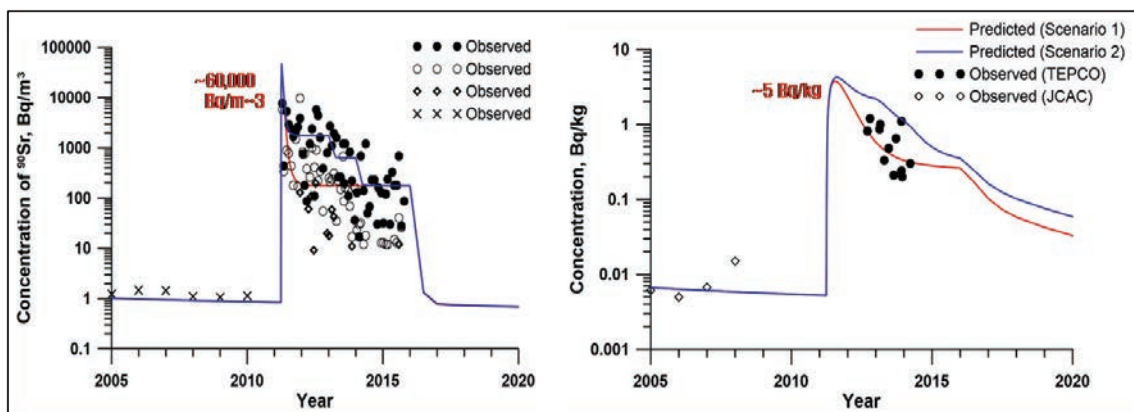 Concentration of ⁹⁰Sr, Bq/m³
100000
10000
1000
100
10
1
0.1
~60,000
Bq/m~3
Observed
Observed
Observed
Observed
2005
2010
2015
2020
Year
Concentration, Bq/kg
10
1
0.1
0.01
0.001
~5 Bq/kg
Predicted (Scenario 1)
Predicted (Scenario 2)
Observed (TEPCO)
Observed (JCAC)
2005
2010
2015
2020
Year